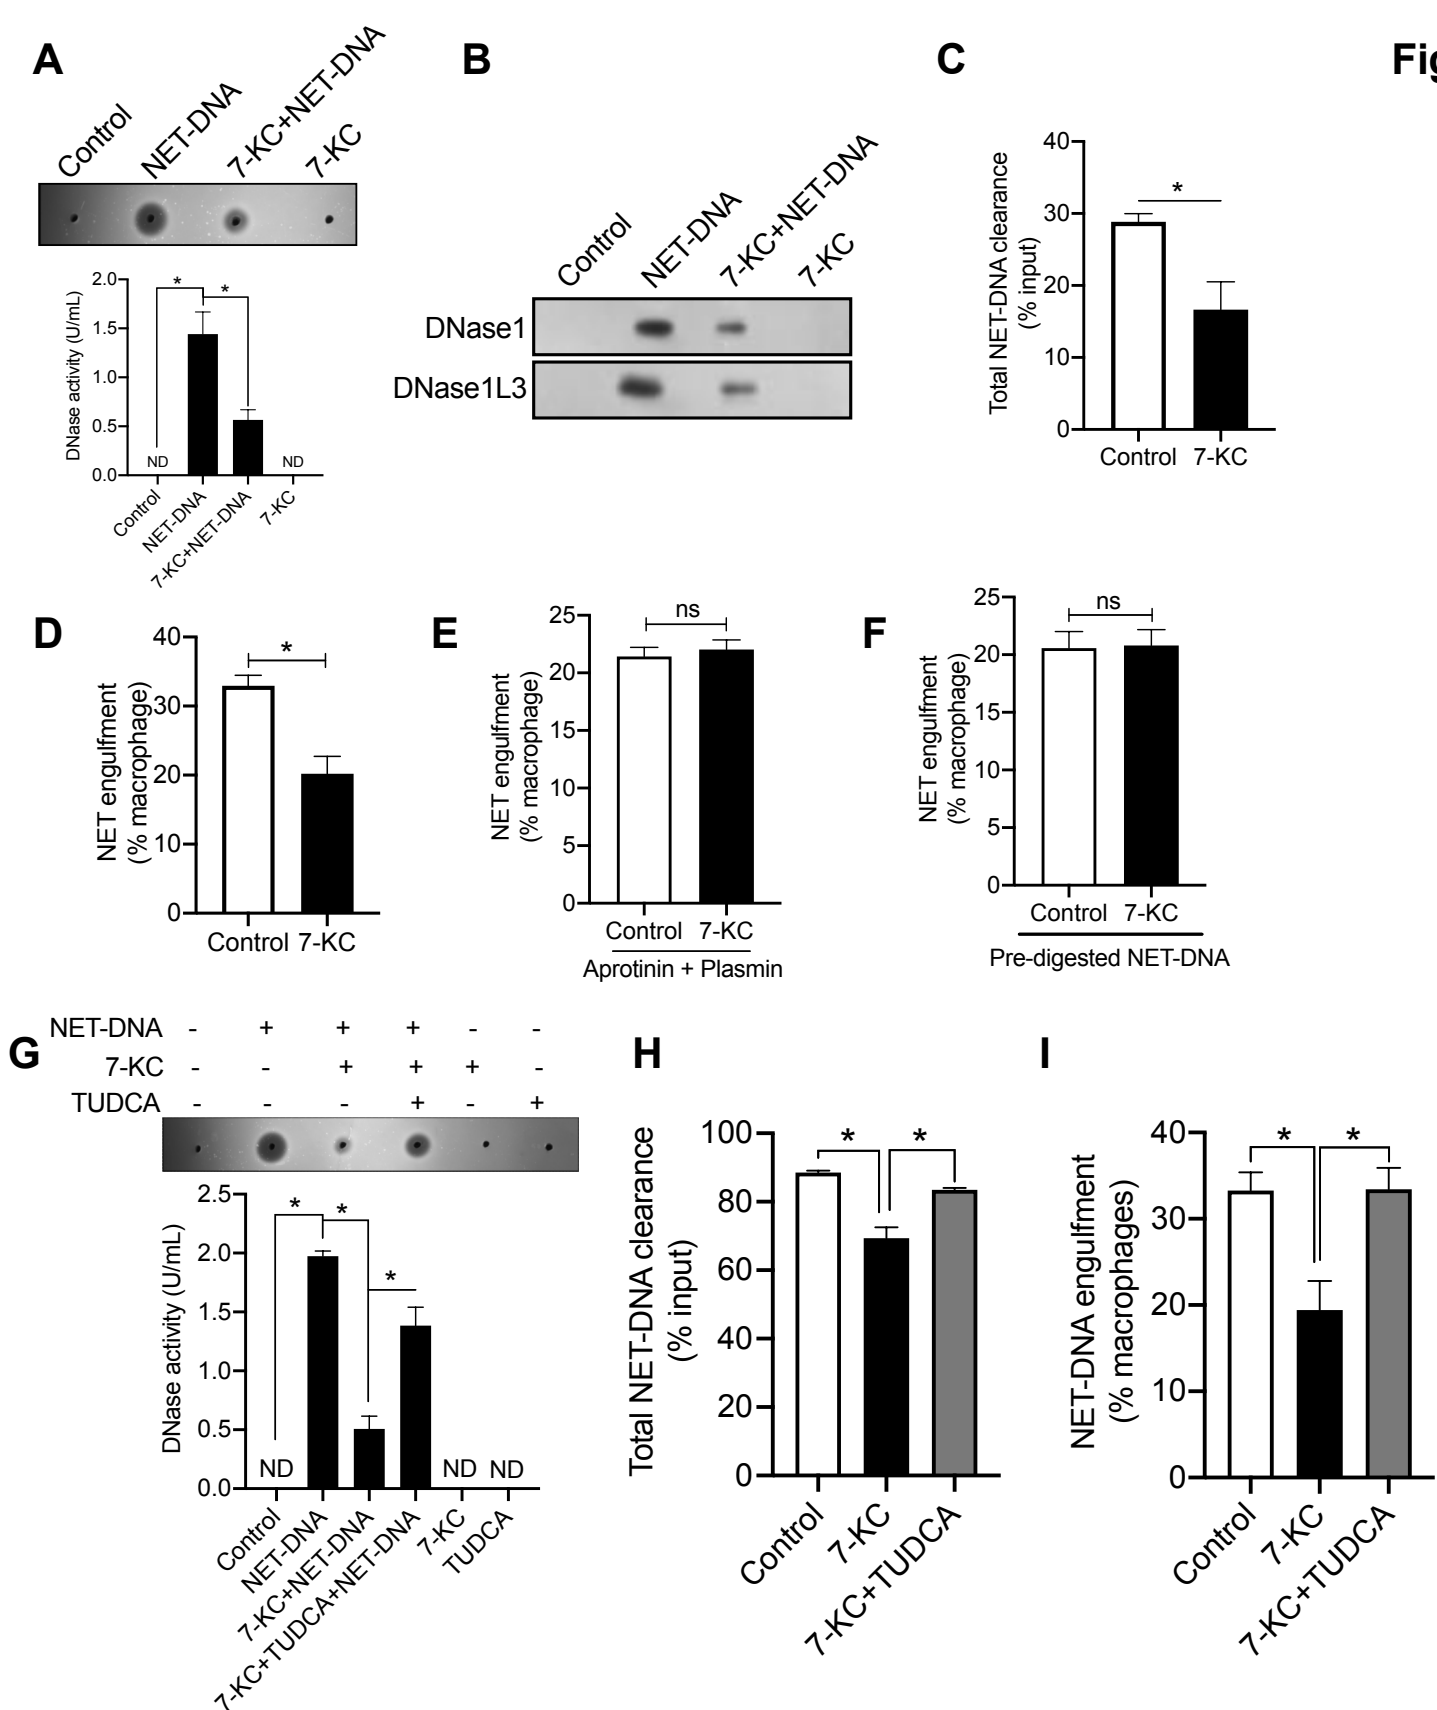 A
Control
NET-DNA
7-KC+NET-DNA
7-KC
DNase activity (U/mL)
2.0
1.5
1.0
0.5
0.0
*
*
ND
ND
Control
NET-DNA
7-KC+NET-DNA
7-KC
B
Control
NET-DNA
7-KC+NET-DNA
7-KC
DNase1
DNase1L3
C
Fig
Total NET-DNA clearance
(% input)
40
30
20
10
0
*
Control 7-KC
D
NET engulfment
(% macrophage)
40
30
20
10
0
*
Control 7-KC
E
NET engulfment
(% macrophage)
25
20
15
10
5
0
ns
Control 7-KC
Aprotinin + Plasmin
F
NET engulfment
(% macrophage)
25
20
15
10
5
0
ns
Control 7-KC
Pre-digested NET-DNA
G
NET-DNA - + + + - -
7-KC - - + + + -
TUDCA - - - + - +
DNase activity (U/mL)
2.5
2.0
1.5
1.0
0.5
0.0
*
*
*
ND
ND ND
Control
NET-DNA
7-KC+NET-DNA
7-KC+TUDCA+NET-DNA
7-KC
TUDCA
H
Total NET-DNA clearance
(% input)
100
80
60
40
20
0
*
*
Control
7-KC
7-KC+TUDCA
I
NET-DNA engulfment
(% macrophages)
40
30
20
10
0
*
*
Control
7-KC
7-KC+TUDCA